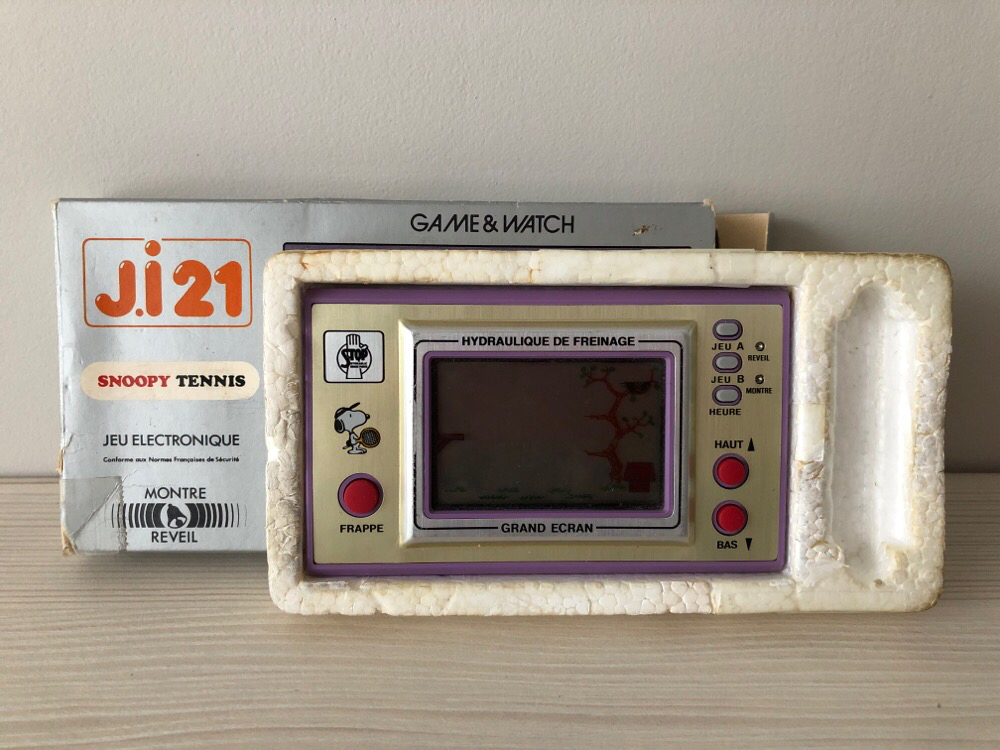 GAME & WATCH
J.i 21
SNOOPY TENNIS
JEU ELECTRONIQUE
Conforme aux Normes Françaises de Sécurité
MONTRE
REVEIL
STOP
HYDRAULIQUE DE FREINAGE
JEU A
REVEIL
JEU B
MONTRE
HEURE
HAUT
FRAPPE
GRAND ECRAN
BAS